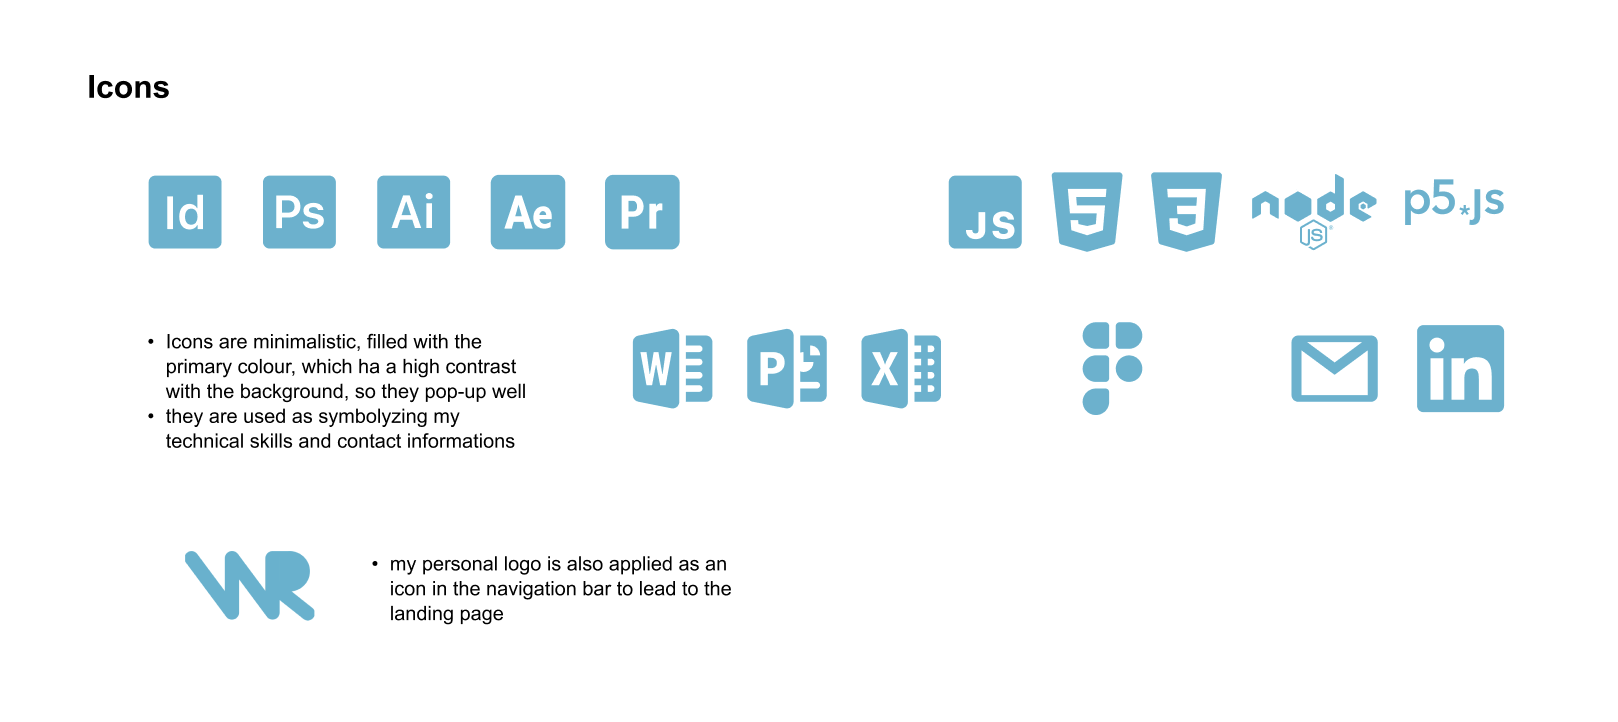 Icons
Id Ps Ai Ae Pr JS 5 3 node JS ® p5*js
• Icons are minimalistic, filled with the
primary colour, which ha a high contrast
with the background, so they pop-up well
• they are used as symbolyzing my
technical skills and contact informations
W P X in
WR
• my personal logo is also applied as an
icon in the navigation bar to lead to the
landing page